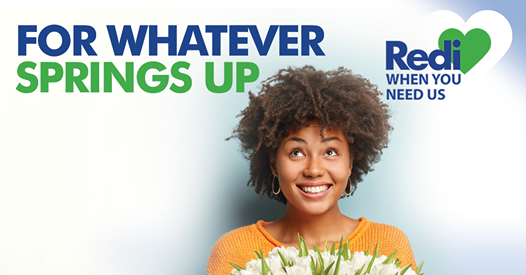 FOR WHATEVER
SPRINGS UP
Redi
WHEN YOU
NEED US